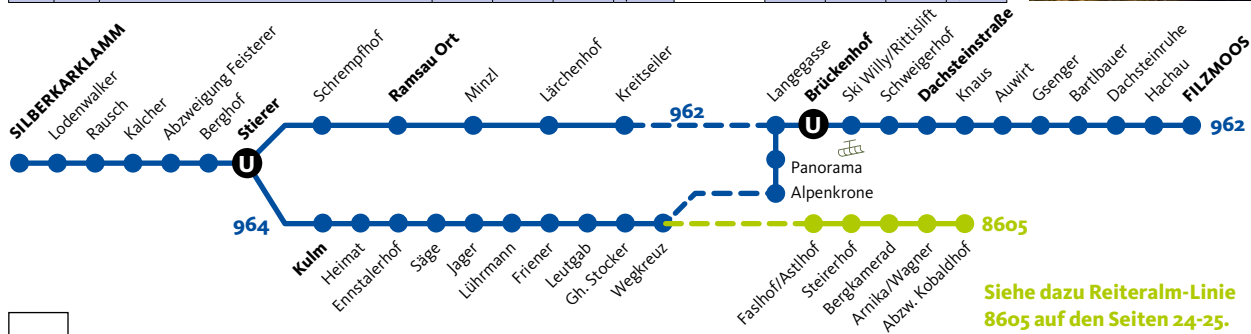 SILBERKARKLAMM
Lodenwalker
Rausch
Kalcher
Abzweigung Feisterer
Berghof
Stierer
U
Schrempfhof
Ramsau Ort
Minzl
Lärchenhof
Kreitseiler
962
Langegasse
Brückenhof
U
Ski Willy/Rittislift
Schweigerhof
Dachsteinstraße
Knaus
Auwirt
Gsenger
Bartlbauer
Dachsteinruhe
Hachau
FILZMOOS
962
Panorama
Alpenkrone
964
Kulm
Heimat
Ennstalerhof
Säge
Jager
Lührmann
Friener
Leutgab
Gh. Stocker
Wegkreuz
Faslhof/Astlhof
Steirerhof
Bergkamerad
Arnika/Wagner
Abzw. Kobaldhof
8605
Siehe dazu Reiteralm-Linie
8605 auf den Seiten 24-25.